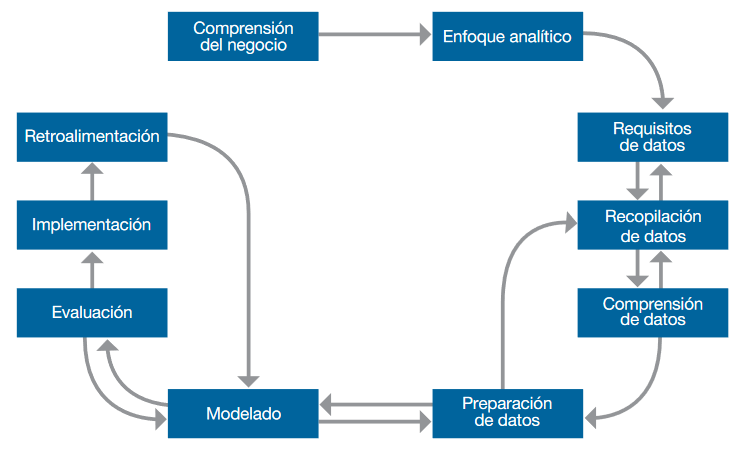 Comprensión
del negocio
Enfoque analítico
Requisitos
de datos
Recopilación
de datos
Comprensión
de datos
Preparación
de datos
Modelado
Evaluación
Implementación
Retroalimentación